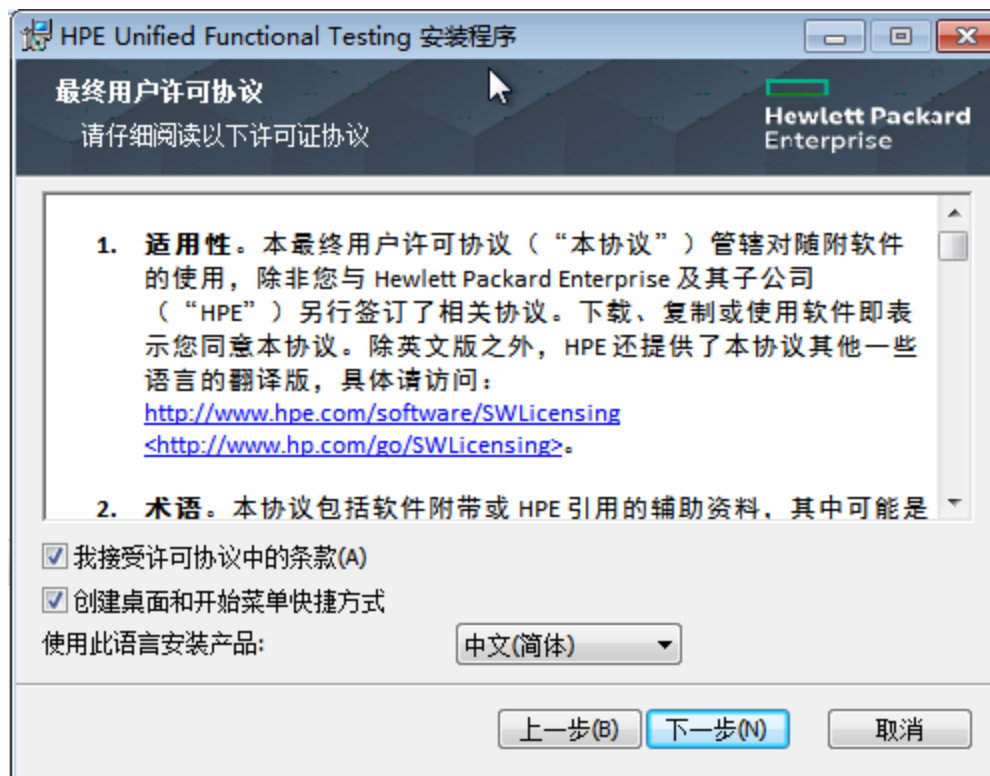 HPE Unified Functional Testing 安装程序
最终用户许可协议
请仔细阅读以下许可证协议
Hewlett Packard
Enterprise
1. 适用性。本最终用户许可协议（“本协议”）管辖对随附软件
的使用，除非您与 Hewlett Packard Enterprise 及其子公司
（“HPE”）另行签订了相关协议。下载、复制或使用软件即表
示您同意本协议。除英文版之外，HPE 还提供了本协议其他一些
语言的翻译版，具体请访问：
http://www.hpe.com/software/SWLicensing
<http://www.hp.com/go/SWLicensing>。
2. 术语。本协议包括软件附带或 HPE 引用的辅助资料，其中可能是
我接受许可协议中的条款(A)
创建桌面和开始菜单快捷方式
使用此语言安装产品: 中文(简体)
上一步(B) 下一步(N) 取消